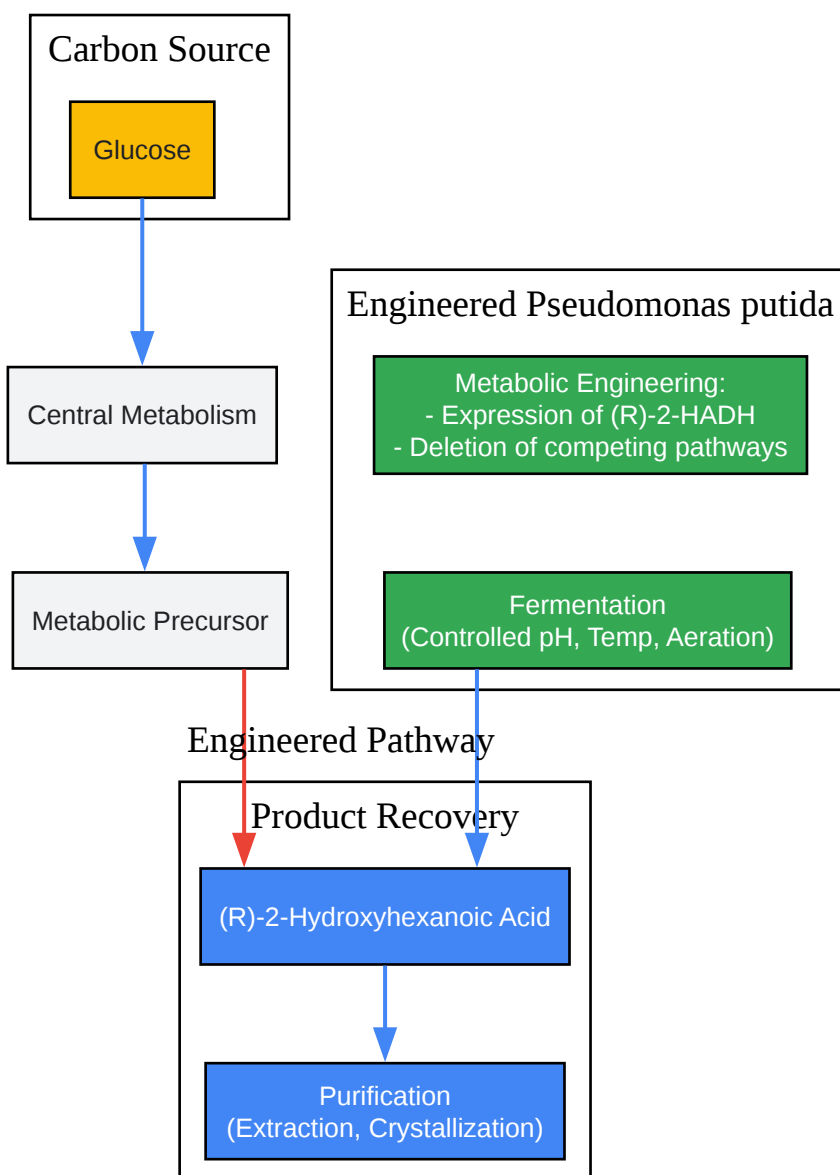 Carbon Source
Glucose
Engineered Pseudomonas putida
Central Metabolism
Metabolic Engineering:
- Expression of (R)-2-HADH
- Deletion of competing pathways
Metabolic Precursor
Fermentation
(Controlled pH, Temp, Aeration)
Engineered Pathway
Product Recovery
(R)-2-Hydroxyhexanoic Acid
Purification
(Extraction, Crystallization)